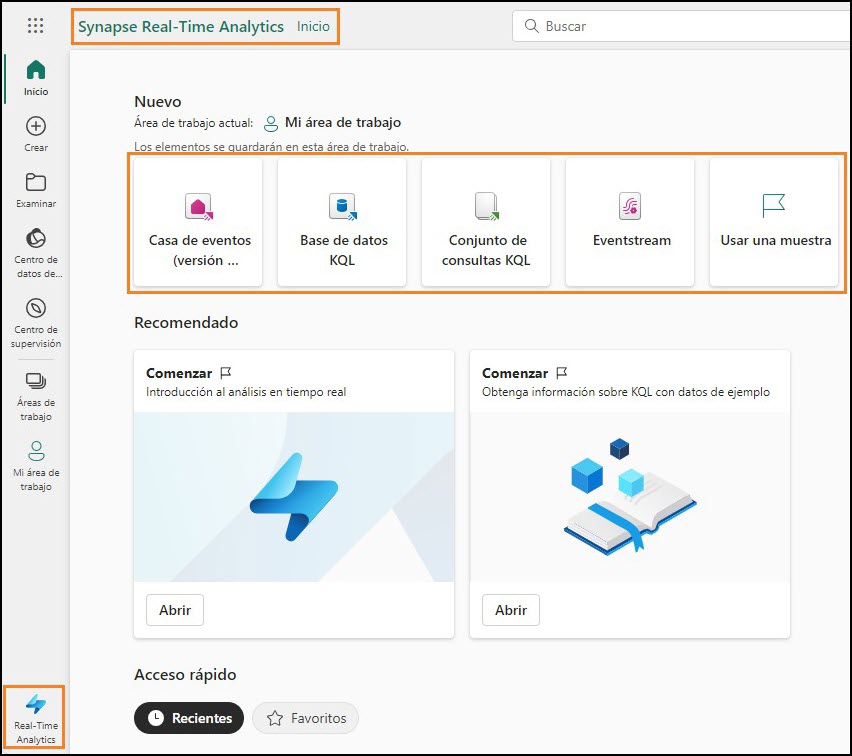 Synapse Real-Time Analytics Inicio
Buscar
Inicio
Crear
Examinar
Centro de
datos de...
Centro de
supervisión
Áreas de
trabajo
Mi área de
trabajo
Real-Time
Analytics
Nuevo
Área de trabajo actual: Mi área de trabajo
Los elementos se guardarán en esta área de trabajo.
Casa de eventos
(versión ...
Base de datos
KQL
Conjunto de
consultas KQL
Eventstream
Usar una muestra
Recomendado
Comenzar
Introducción al análisis en tiempo real
Abrir
Comenzar
Obtenga información sobre KQL con datos de ejemplo
Abrir
Acceso rápido
Recientes
Favoritos